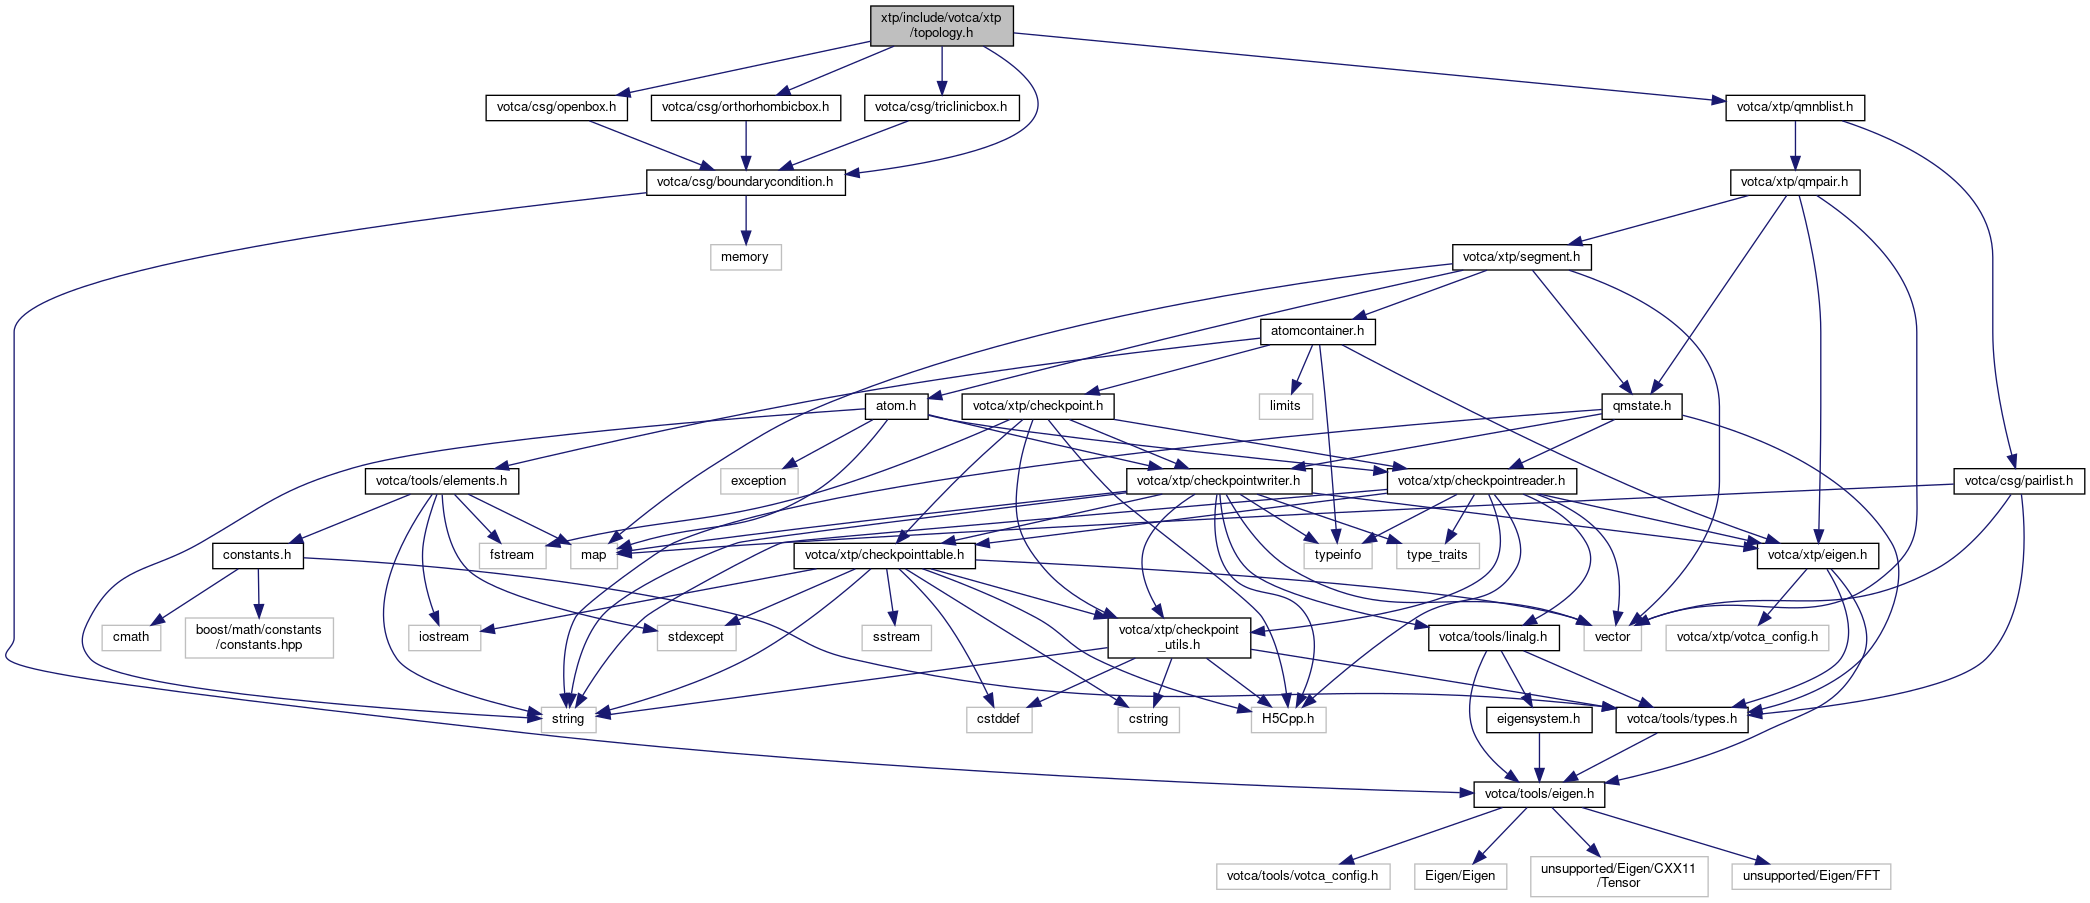 xtp/include/votca/xtp
/topology.h
votca/csg/openbox.h
votca/csg/orthorhombicbox.h
votca/csg/triclinicbox.h
votca/xtp/qmnblist.h
votca/csg/boundarycondition.h
votca/xtp/qmpair.h
memory
votca/xtp/segment.h
atomcontainer.h
atom.h
votca/xtp/checkpoint.h
limits
qmstate.h
votca/tools/elements.h
exception
votca/xtp/checkpointwriter.h
votca/xtp/checkpointreader.h
votca/csg/pairlist.h
constants.h
fstream
map
votca/xtp/checkpointtable.h
typeinfo
type_traits
votca/xtp/eigen.h
cmath
boost/math/constants
/constants.hpp
iostream
stdexcept
sstream
votca/xtp/checkpoint
_utils.h
votca/tools/linalg.h
vector
votca/xtp/votca_config.h
string
cstddef
cstring
H5Cpp.h
eigensystem.h
votca/tools/types.h
votca/tools/eigen.h
votca/tools/votca_config.h
Eigen/Eigen
unsupported/Eigen/CXX11
/Tensor
unsupported/Eigen/FFT